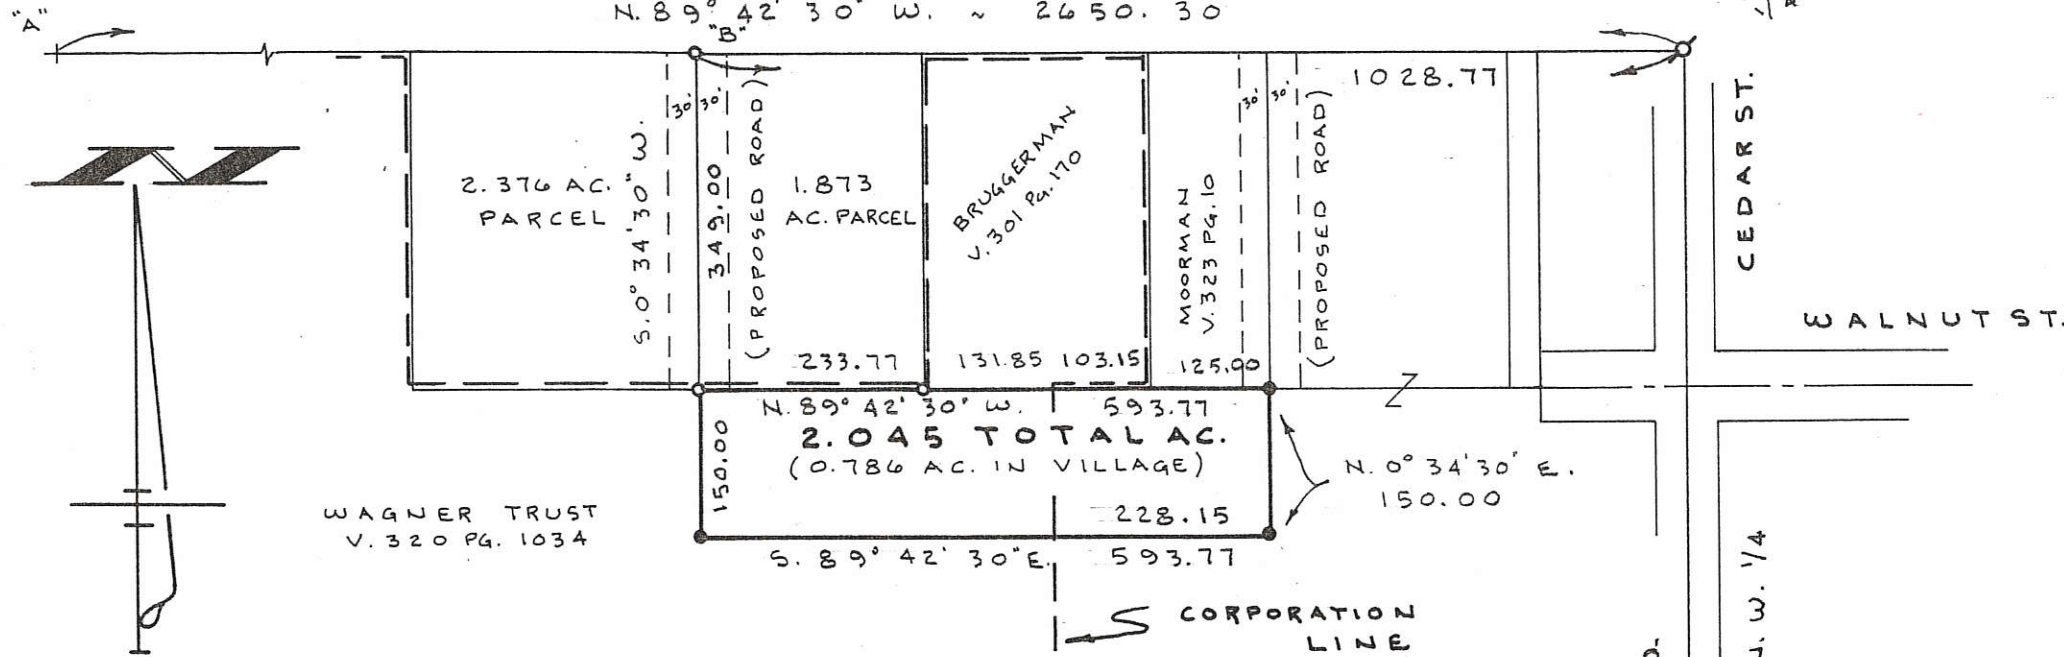 "A"
N. 89° 42' 30" W. ~ 2650.30
"B"
30' 30'
(PROPOSED ROAD)
S. 0° 34' 30" W.
349.00
2.376 AC.
PARCEL
1.873
AC. PARCEL
BRUGGERMAN
V. 301 PG. 170
MOORMAN
V. 323 PG. 10
30' 30'
(PROPOSED ROAD)
1028.77
CEDAR ST.
WALNUT ST.
233.77
131.85
103.15
125.00
N. 89° 42' 30" W. 593.77
2.045 TOTAL AC.
(0.786 AC. IN VILLAGE)
150.00
228.15
S. 89° 42' 30" E. 593.77
N. 0° 34' 30" E.
150.00
WAGNER TRUST
V. 320 PG. 1034
CORPORATION
LINE
W. 1/4